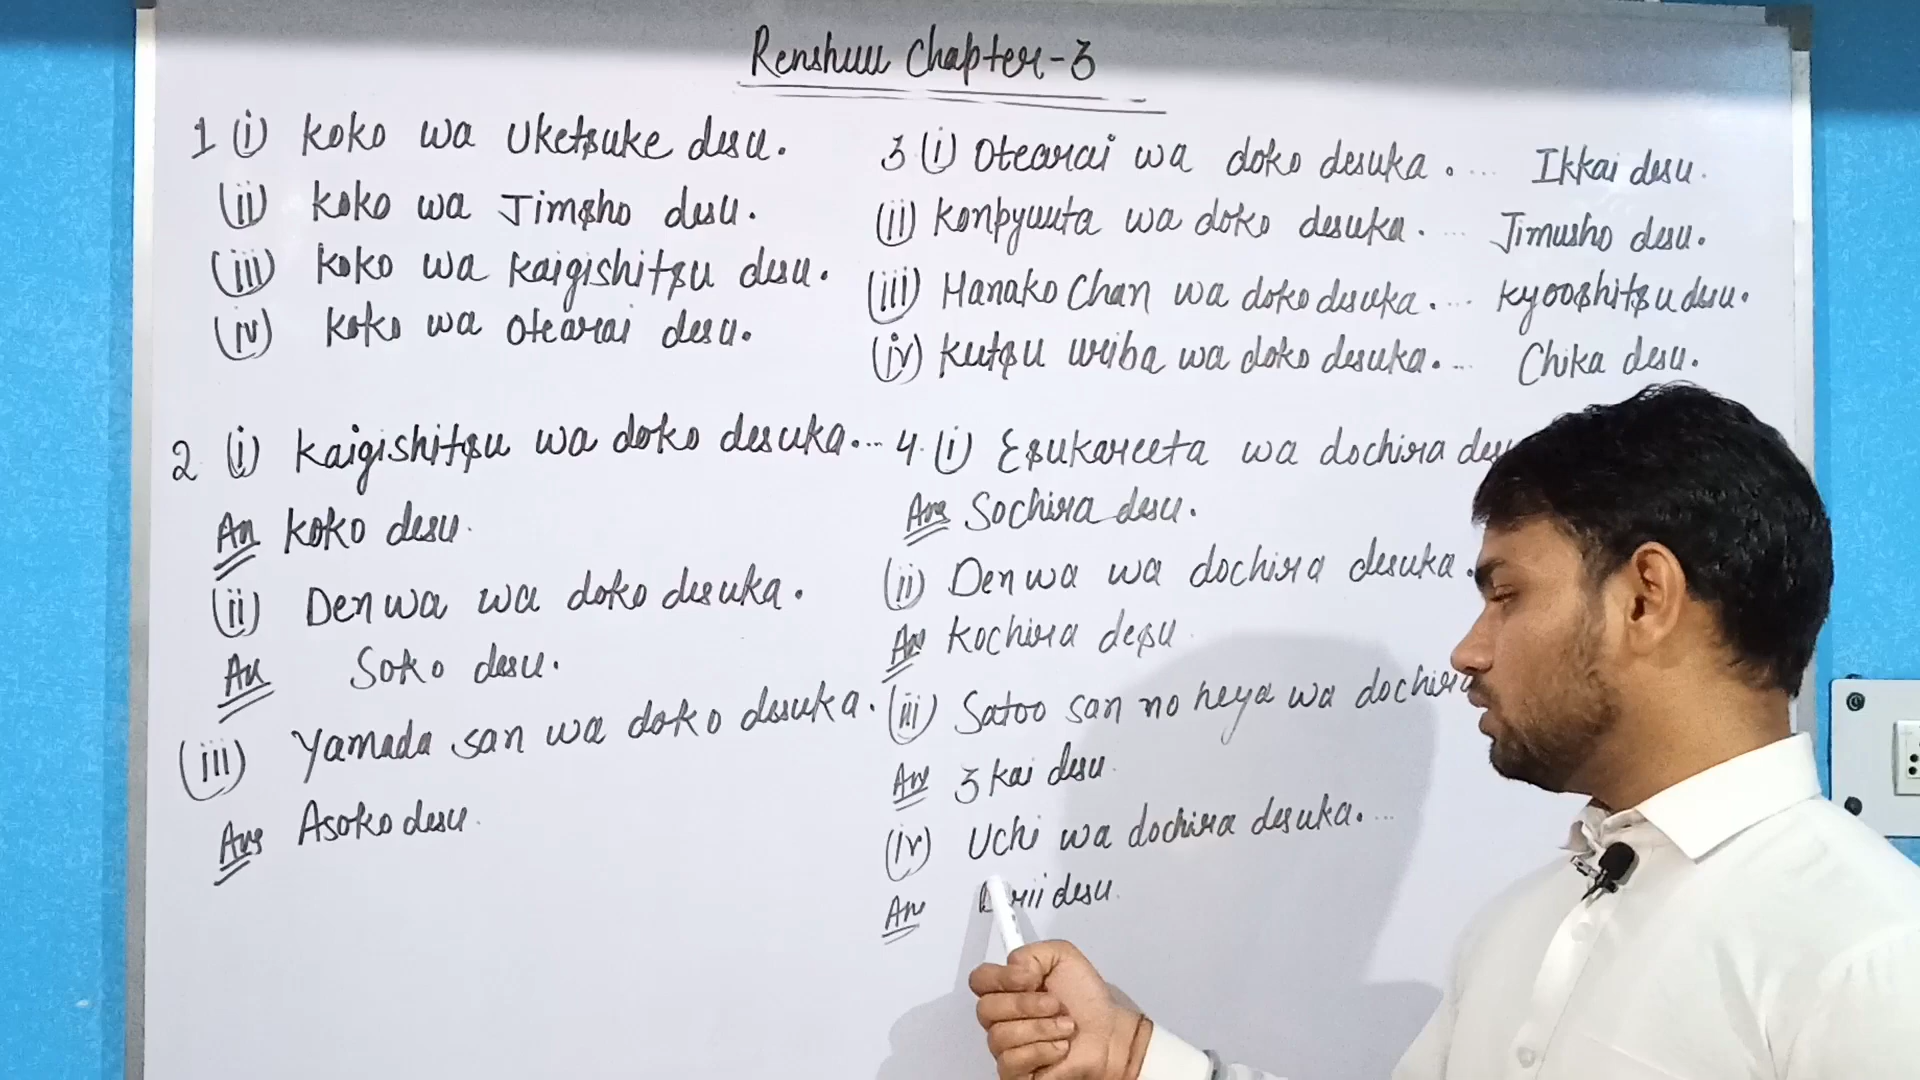 Renshuu Chapter-3
1 (i) Koko wa Uketsuke desu.
(ii) Koko wa Jimsho desu.
(iii) Koko wa Kaigishitsu desu.
(iv) Koko wa Otearai desu.
2 (i) Kaigishitsu wa doko desuka...
An Koko desu.
(ii) Denwa wa doko desuka.
An Soko desu.
(iii) Yamada san wa doko desuka.
Ans Asoko desu.
3 (i) Otearai wa doko desuka. ... Ikkai desu.
(ii) Konpyuuta wa doko desuka. ... Jimusho desu.
(iii) Hanako Chan wa doko desuka. ... Kyooshitsu desu.
(iv) Kutsu uriba wa doko desuka. ... Chika desu.
4. (i) Esukareeta wa dochira
Ans Sochira desu.
(ii) Denwa wa dochira desuka.
An Kochira desu
(iii) Satoo san no heya wa dochira
Ans 3 kai desu.
(iv) Uchi wa dochira desuka. ...
An desu.